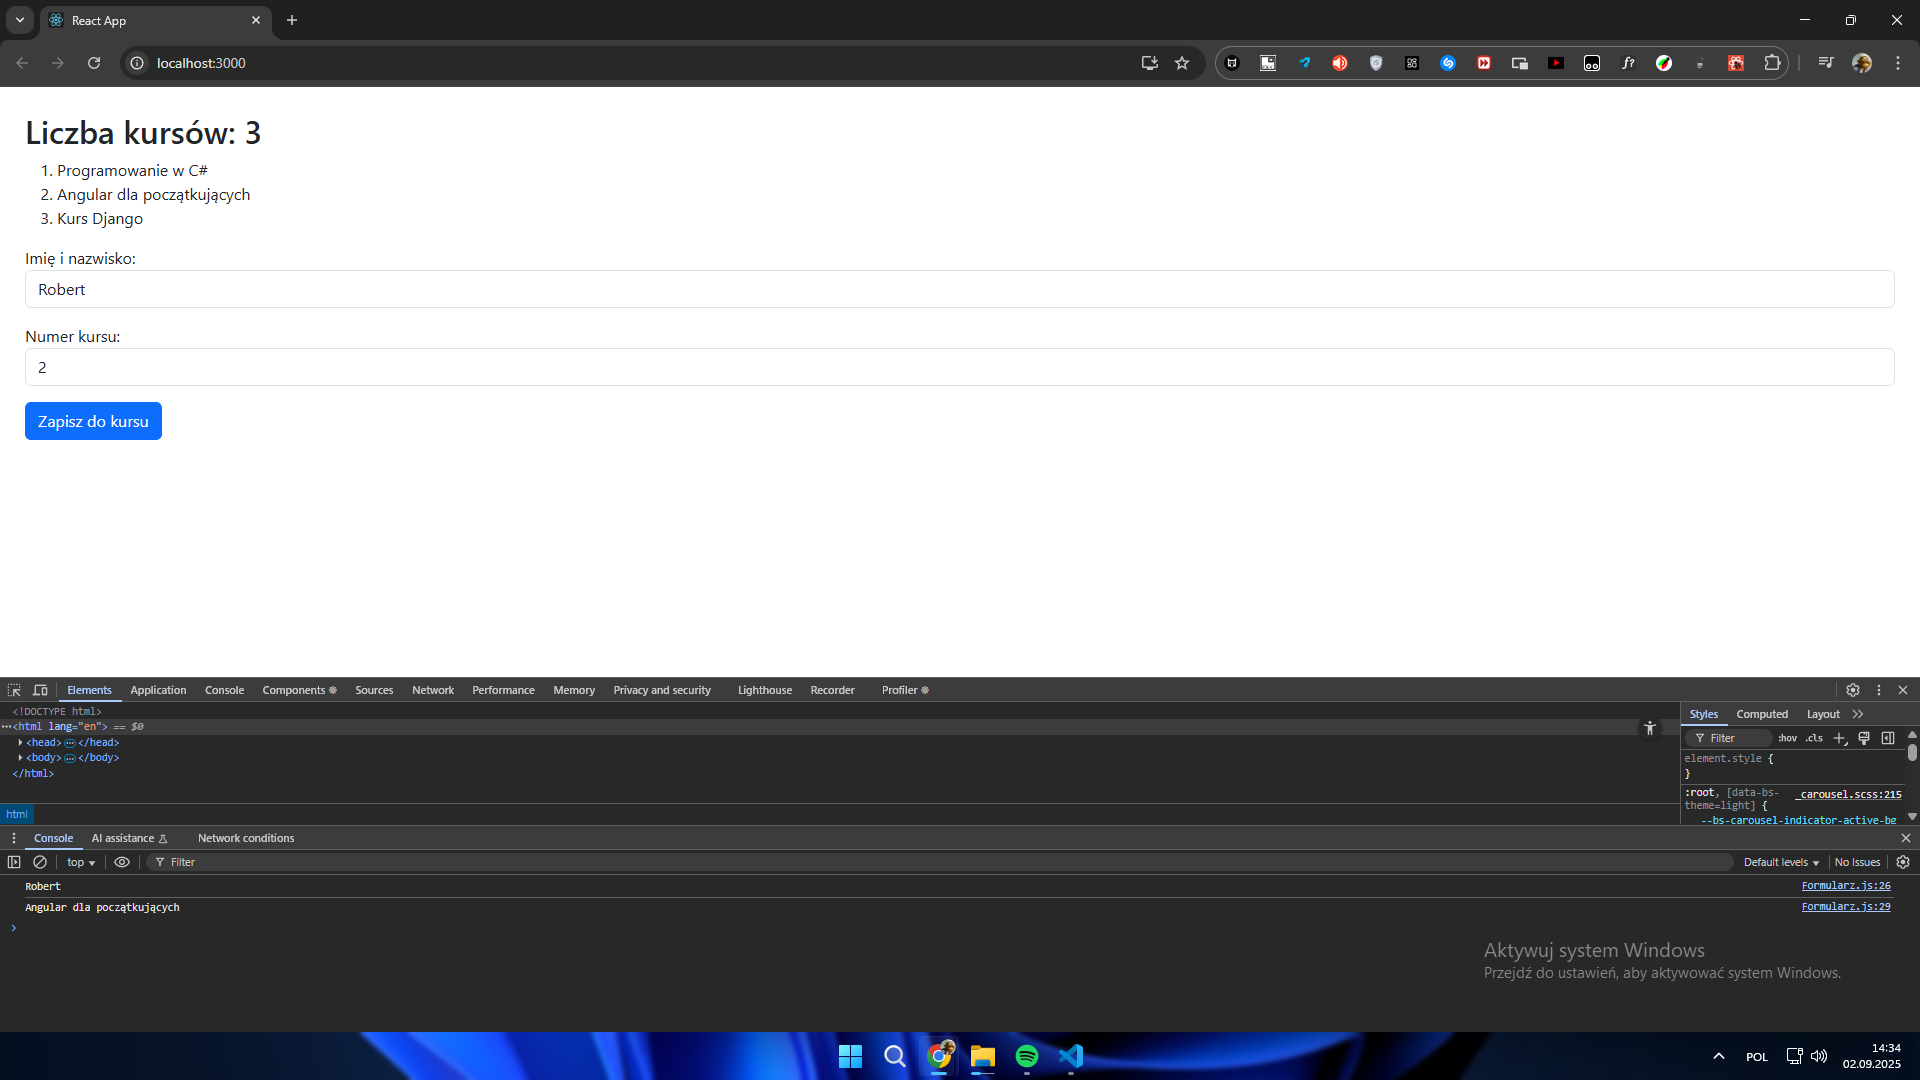 React App
localhost:3000
Liczba kursów: 3
1. Programowanie w C#
2. Angular dla początkujących
3. Kurs Django
Imię i nazwisko:
Robert
Numer kursu:
2
Zapisz do kursu
Elements Application Console Components Sources Network Performance Memory Privacy and security Lighthouse Recorder Profiler
<!DOCTYPE html>
<html lang="en"> == $0
<head> </head>
<body> </body>
</html>
html
Styles Computed Layout
Filter :hov .cls
element.style {
}
:root, [data-bs-theme=light] { _carousel.scss:215
--bs-carousel-indicator-active-bg
Console AI assistance Network conditions
top Filter Default levels No Issues
Robert Formularz.js:26
Angular dla początkujących Formularz.js:29
Aktywuj system Windows
Przejdź do ustawień, aby aktywować system Windows.
POL
14:34
02.09.2025